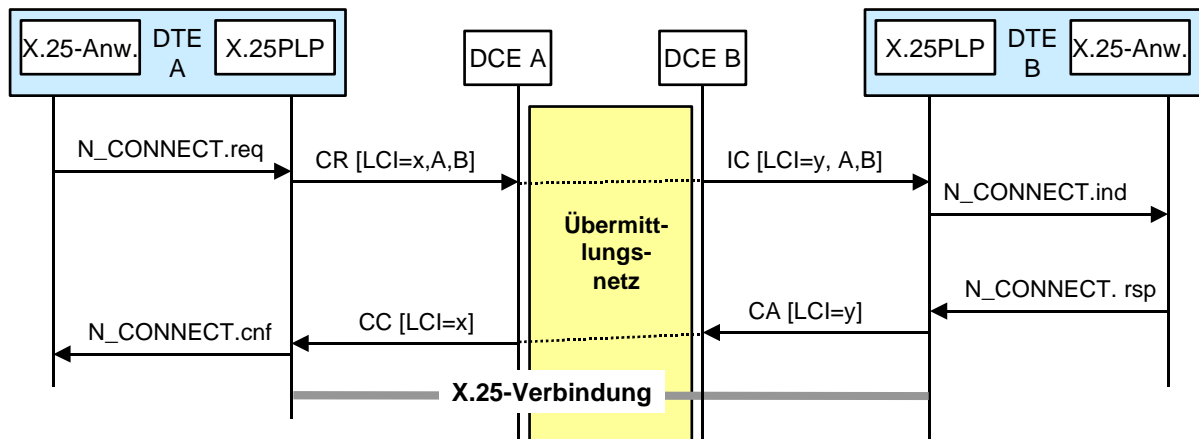 X.25-Anw.
DTE
A
X.25PLP
DCE A
DCE B
X.25PLP
DTE
B
X.25-Anw.
N_CONNECT.req
CR [LCI=x,A,B]
IC [LCI=y, A,B]
N_CONNECT.ind
Übermitt-
lungs-
netz
N_CONNECT. rsp
CA [LCI=y]
CC [LCI=x]
N_CONNECT.cnf
X.25-Verbindung